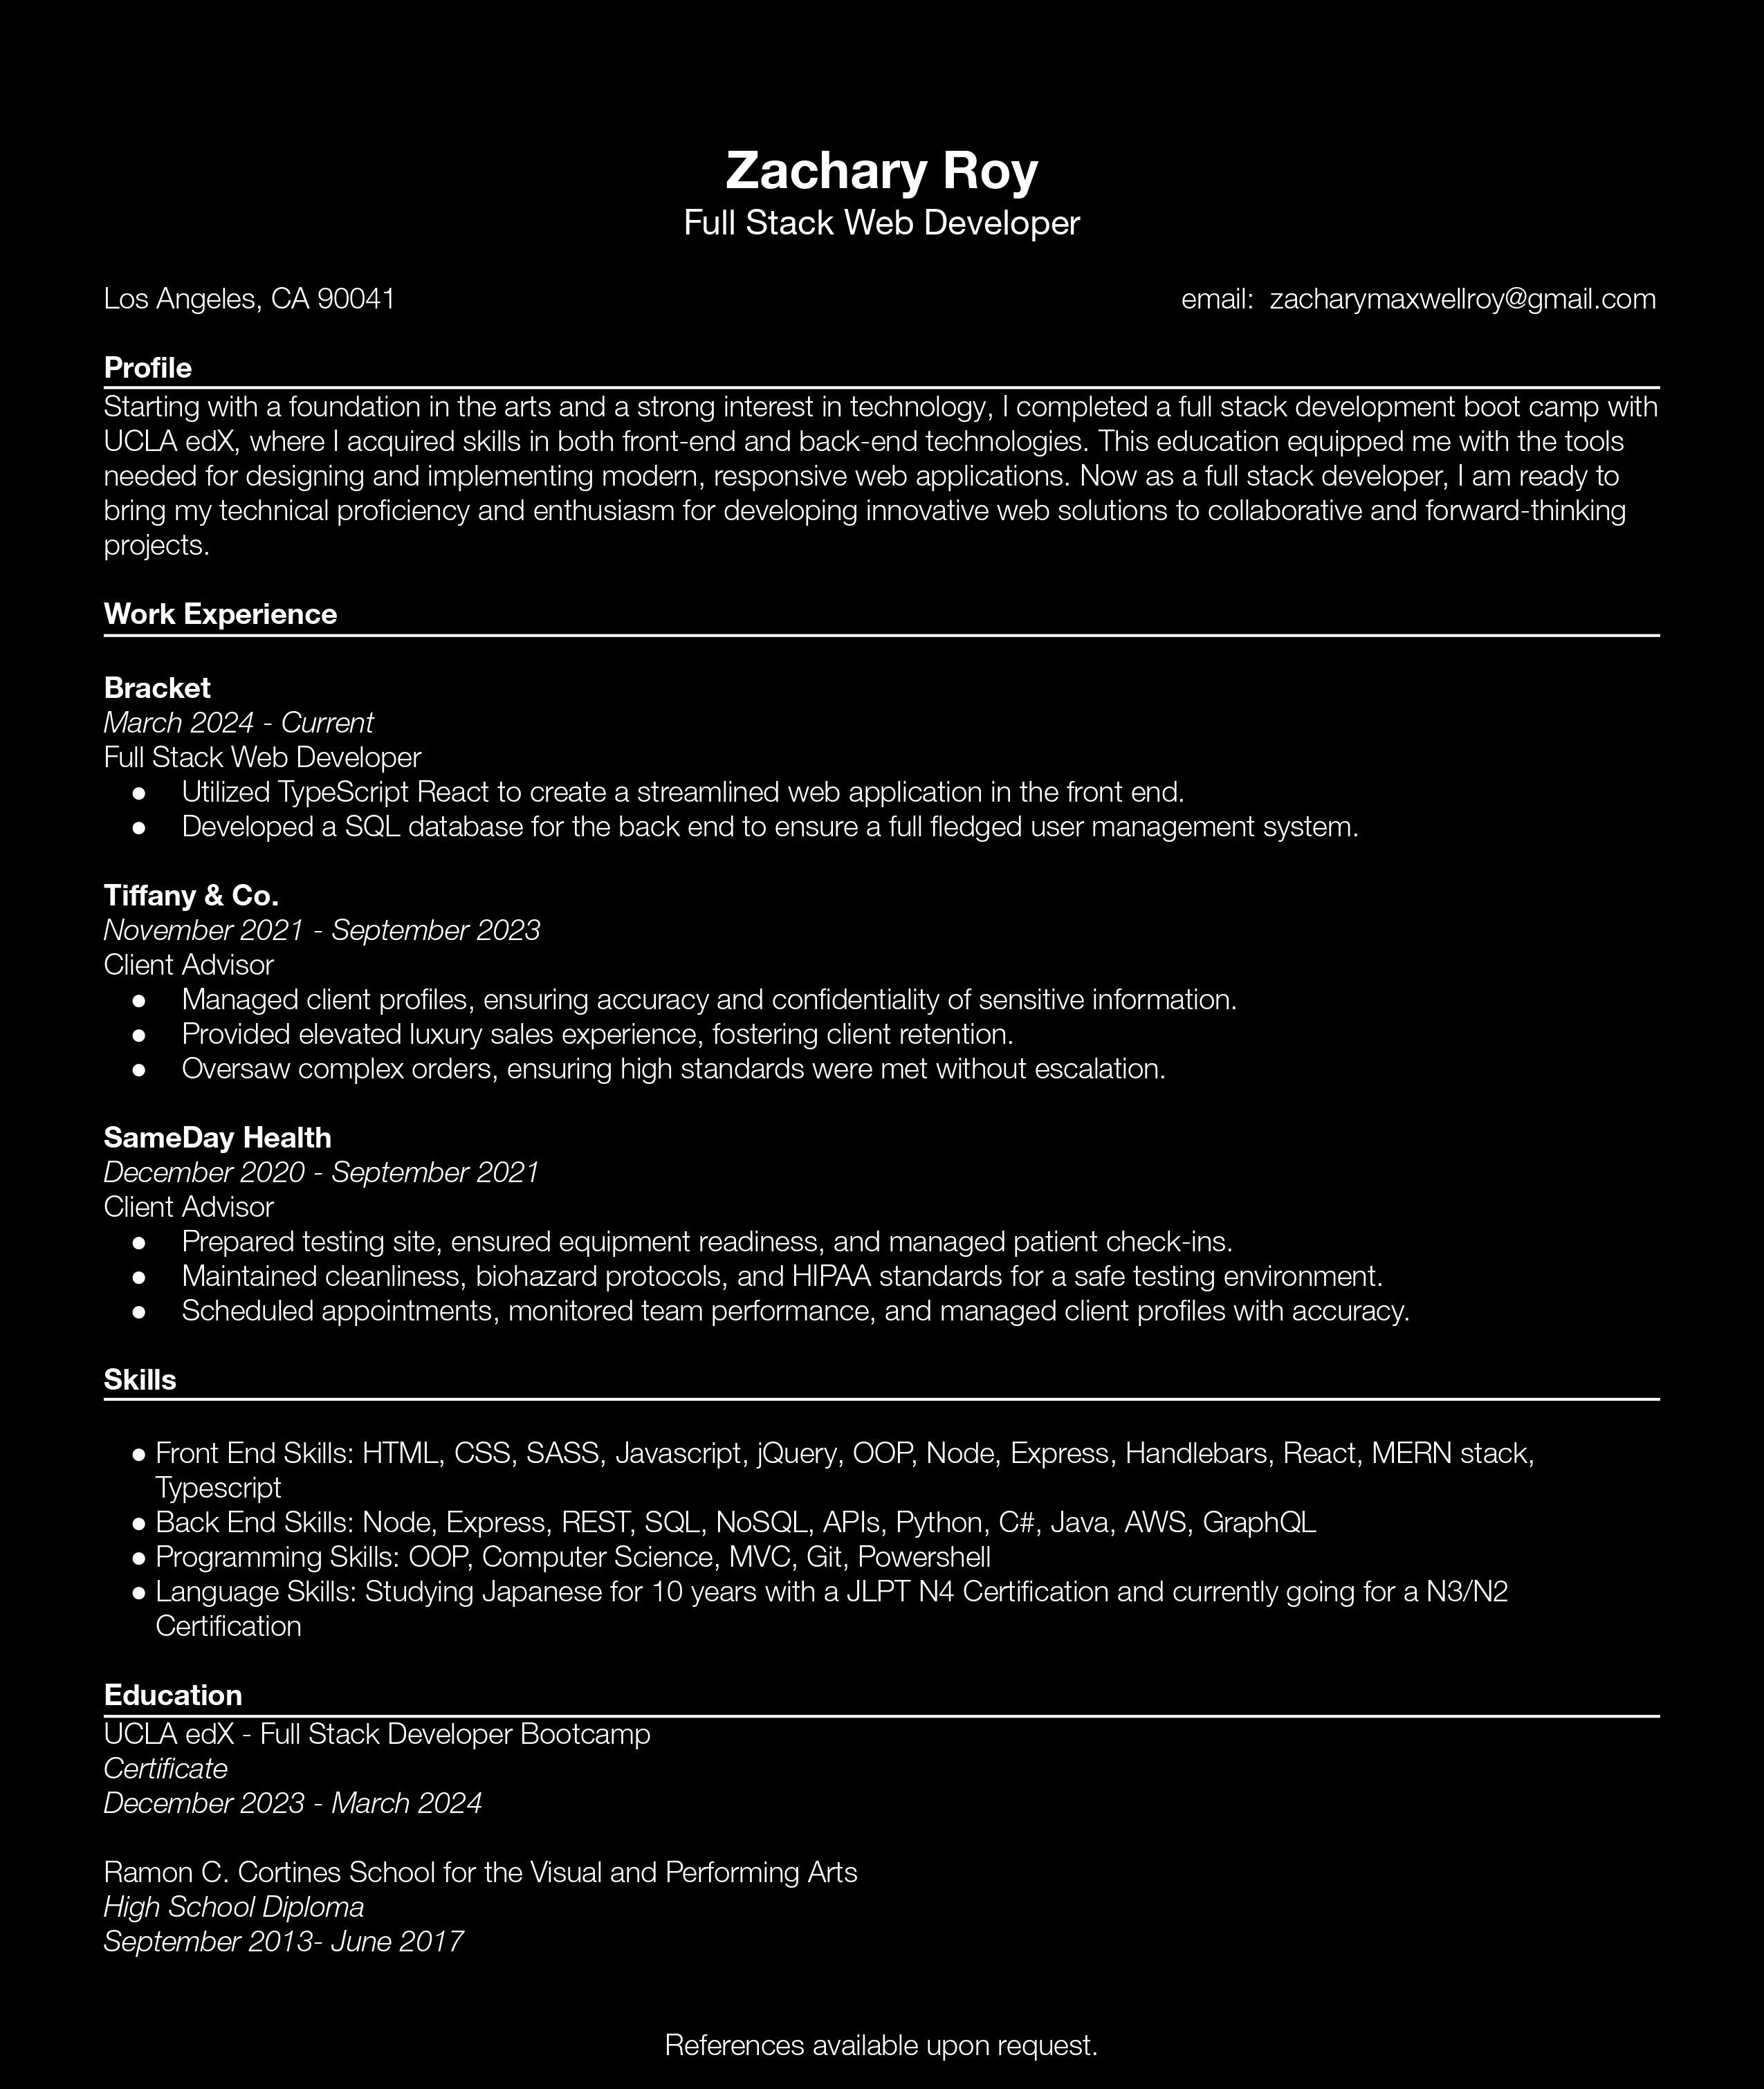 Zachary Roy
Full Stack Web Developer
Los Angeles, CA 90041 email: zacharymaxwellroy@gmail.com
Profile
Starting with a foundation in the arts and a strong interest in technology, I completed a full stack development boot camp with
UCLA edX, where I acquired skills in both front-end and back-end technologies. This education equipped me with the tools
needed for designing and implementing modern, responsive web applications. Now as a full stack developer, I am ready to
bring my technical proficiency and enthusiasm for developing innovative web solutions to collaborative and forward-thinking
projects.
Work Experience
Bracket
March 2024 - Current
Full Stack Web Developer
● Utilized TypeScript React to create a streamlined web application in the front end.
● Developed a SQL database for the back end to ensure a full fledged user management system.
Tiffany & Co.
November 2021 - September 2023
Client Advisor
● Managed client profiles, ensuring accuracy and confidentiality of sensitive information.
● Provided elevated luxury sales experience, fostering client retention.
● Oversaw complex orders, ensuring high standards were met without escalation.
SameDay Health
December 2020 - September 2021
Client Advisor
● Prepared testing site, ensured equipment readiness, and managed patient check-ins.
● Maintained cleanliness, biohazard protocols, and HIPAA standards for a safe testing environment.
● Scheduled appointments, monitored team performance, and managed client profiles with accuracy.
Skills
● Front End Skills: HTML, CSS, SASS, Javascript, jQuery, OOP, Node, Express, Handlebars, React, MERN stack,
Typescript
● Back End Skills: Node, Express, REST, SQL, NoSQL, APIs, Python, C#, Java, AWS, GraphQL
● Programming Skills: OOP, Computer Science, MVC, Git, Powershell
● Language Skills: Studying Japanese for 10 years with a JLPT N4 Certification and currently going for a N3/N2
Certification
Education
UCLA edX - Full Stack Developer Bootcamp
Certificate
December 2023 - March 2024
Ramon C. Cortines School for the Visual and Performing Arts
High School Diploma
September 2013- June 2017
References available upon request.